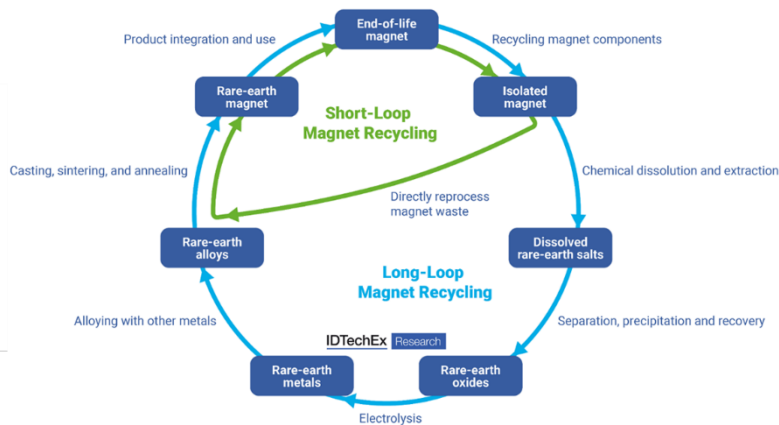 End-of-life
magnet
Product integration and use
Recycling magnet components
Rare-earth
magnet
Isolated
magnet
Short-Loop
Magnet Recycling
Casting, sintering, and annealing
Chemical dissolution and extraction
Directly reprocess
magnet waste
Rare-earth
alloys
Dissolved
rare-earth salts
Long-Loop
Magnet Recycling
Alloying with other metals
Separation, precipitation and recovery
IDTechEx Research
Rare-earth
metals
Rare-earth
oxides
Electrolysis